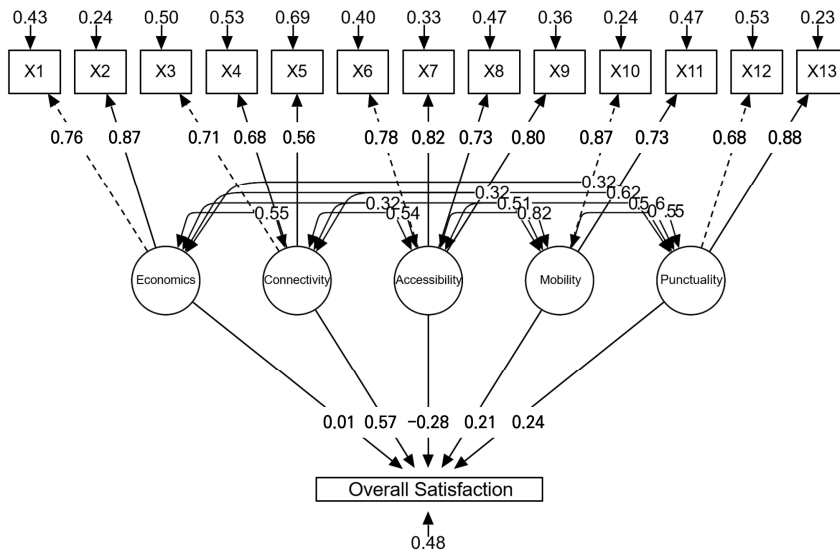 0.43 0.24 0.50 0.53 0.69 0.40 0.33 0.47 0.36 0.24 0.47 0.53 0.23
X1 X2 X3 X4 X5 X6 X7 X8 X9 X10 X11 X12 X13
0.76 0.87 0.71 0.68 0.56 0.78 0.82 0.73 0.80 0.87 0.73 0.68 0.88
0.32
0.32 0.62
0.32 0.51
0.55 0.54 0.82
Economics Connectivity Accessibility Mobility Punctuality
0.01 0.57 −0.28 0.21 0.24
Overall Satisfaction
0.48